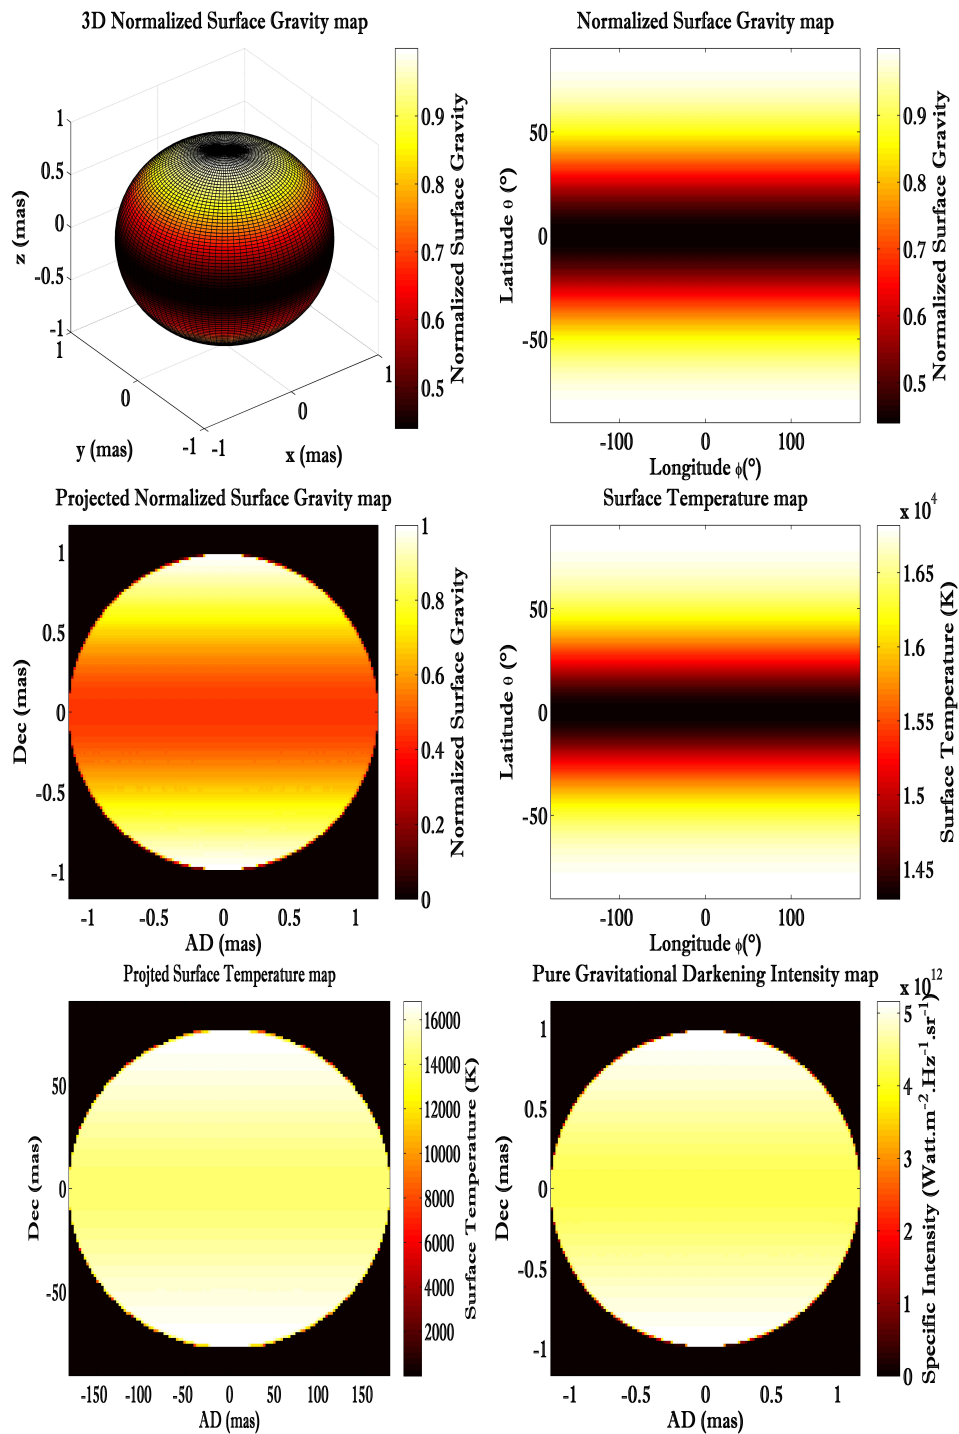 3D Normalized Surface Gravity map
1
0.5
0
-0.5
-1
z (mas)
1
0
-1
y (mas)
-1
0
1
x (mas)
0.9
0.8
0.7
0.6
0.5
Normalized Surface Gravity
Normalized Surface Gravity map
50
0
-50
Latitude θ (°)
-100 0 100
Longitude ϕ(°)
0.9
0.8
0.7
0.6
0.5
Normalized Surface Gravity
Projected Normalized Surface Gravity map
1
0.5
0
-0.5
-1
Dec (mas)
-1 -0.5 0 0.5 1
AD (mas)
1
0.8
0.6
0.4
0.2
0
Normalized Surface Gravity
Surface Temperature map
x 10⁴
50
0
-50
Latitude θ (°)
-100 0 100
Longitude ϕ(°)
1.65
1.6
1.55
1.5
1.45
Surface Temperature (K)
Projted Surface Temperature map
50
0
-50
Dec (mas)
-150 -100 -50 0 50 100 150
AD (mas)
16000
14000
12000
10000
8000
6000
4000
2000
Surface Temperature (K)
Pure Gravitational Darkening Intensity map
x 10¹²
1
0.5
0
-0.5
-1
Dec (mas)
-1 -0.5 0 0.5 1
AD (mas)
5
4
3
2
1
0
Specific Intensity (Watt.m⁻².Hz⁻¹.sr⁻¹)